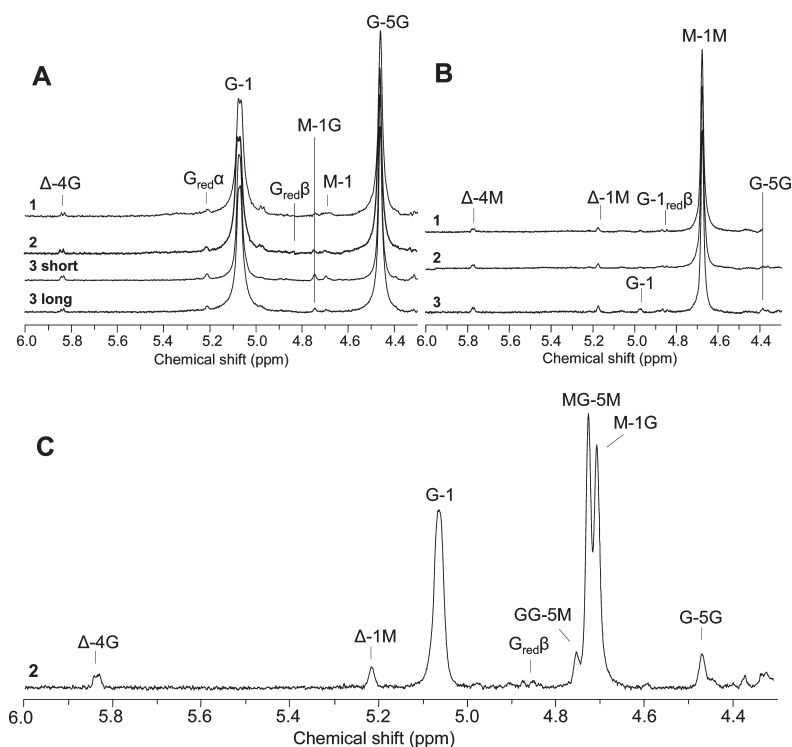 A
G-5G
G-1
M-1G
Δ-4G
G_redα
G_redβ
M-1
1
2
3 short
3 long
6.0 5.8 5.6 5.4 5.2 5.0 4.8 4.6 4.4
Chemical shift (ppm)
B
M-1M
Δ-4M
Δ-1M
G-1_redβ
G-5G
1
2
3
G-1
6.0 5.8 5.6 5.4 5.2 5.0 4.8 4.6 4.4
Chemical shift (ppm)
C
MG-5M
M-1G
G-1
Δ-4G
Δ-1M
GG-5M
G_redβ
G-5G
2
6.0 5.8 5.6 5.4 5.2 5.0 4.8 4.6 4.4
Chemical shift (ppm)